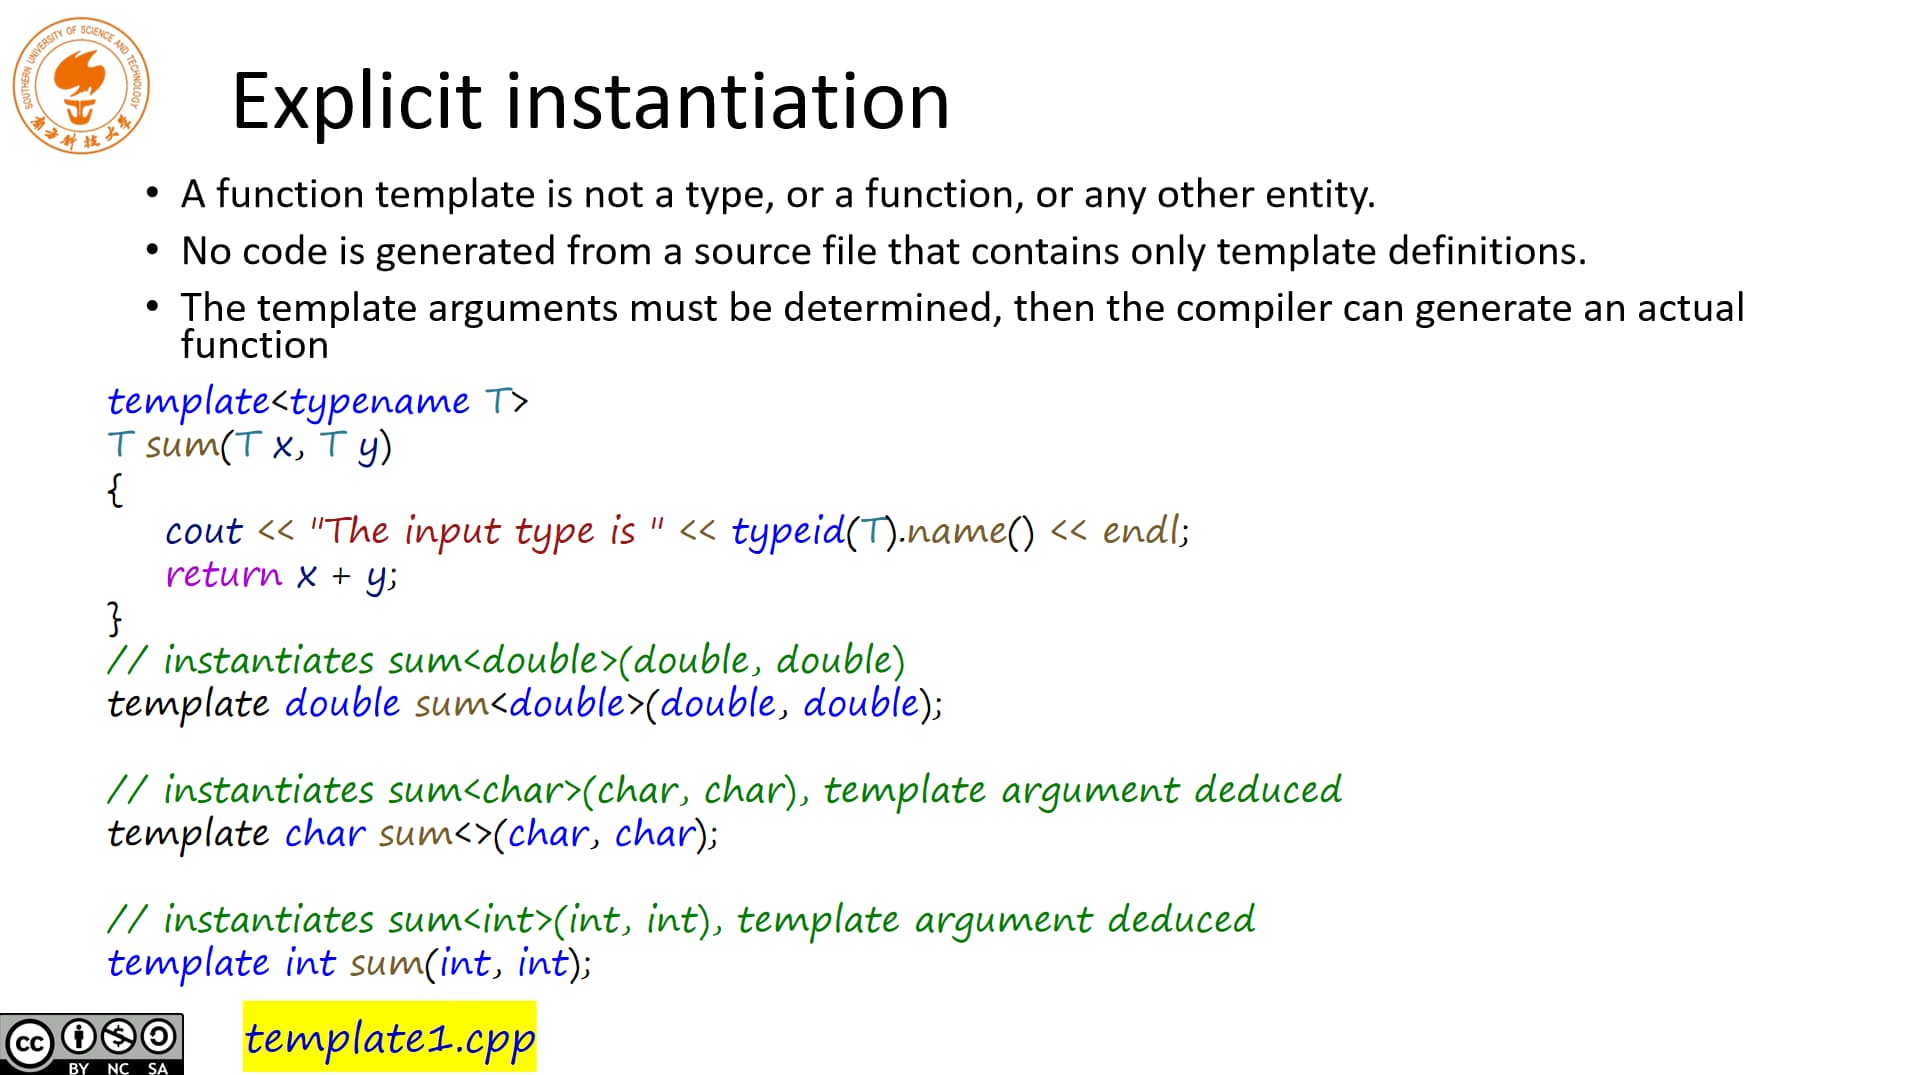 SOUTHERN UNIVERSITY OF SCIENCE AND TECHNOLOGY
南方科技大学
Explicit instantiation
• A function template is not a type, or a function, or any other entity.
• No code is generated from a source file that contains only template definitions.
• The template arguments must be determined, then the compiler can generate an actual
function
template<typename T>
T sum(T x, T y)
{
cout << "The input type is " << typeid(T).name() << endl;
return x + y;
}
// instantiates sum<double>(double, double)
template double sum<double>(double, double);
// instantiates sum<char>(char, char), template argument deduced
template char sum<>(char, char);
// instantiates sum<int>(int, int), template argument deduced
template int sum(int, int);
template1.cpp
cc
BY NC SA